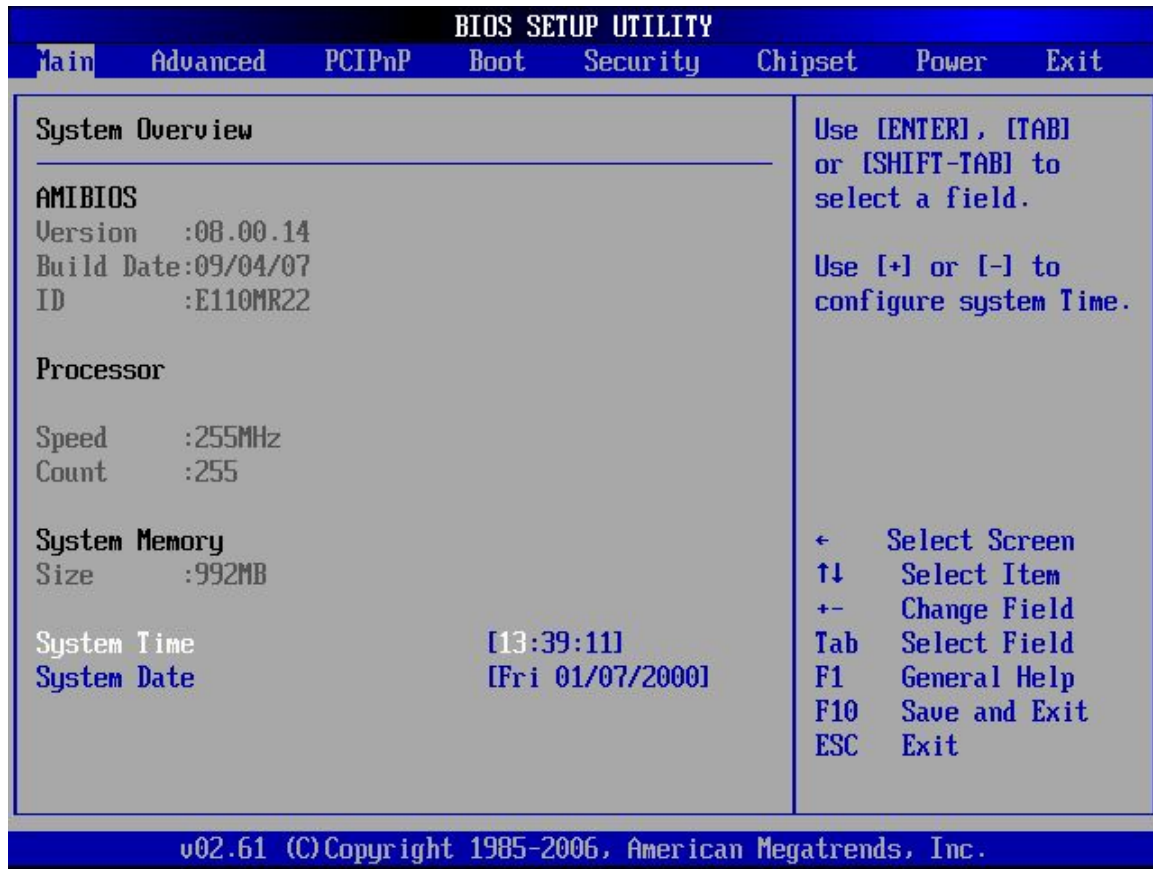 BIOS SETUP UTILITY
Main Advanced PCIPnP Boot Security Chipset Power Exit
System Overview
AMIBIOS
Version :08.00.14
Build Date:09/04/07
ID :E110MR22
Processor
Speed :255MHz
Count :255
System Memory
Size :992MB
System Time [13:39:11]
System Date [Fri 01/07/2000]
Use [ENTER], [TAB]
or [SHIFT-TAB] to
select a field.
Use [+] or [-] to
configure system Time.
← Select Screen
↑↓ Select Item
+- Change Field
Tab Select Field
F1 General Help
F10 Save and Exit
ESC Exit
v02.61 (C)Copyright 1985-2006, American Megatrends, Inc.